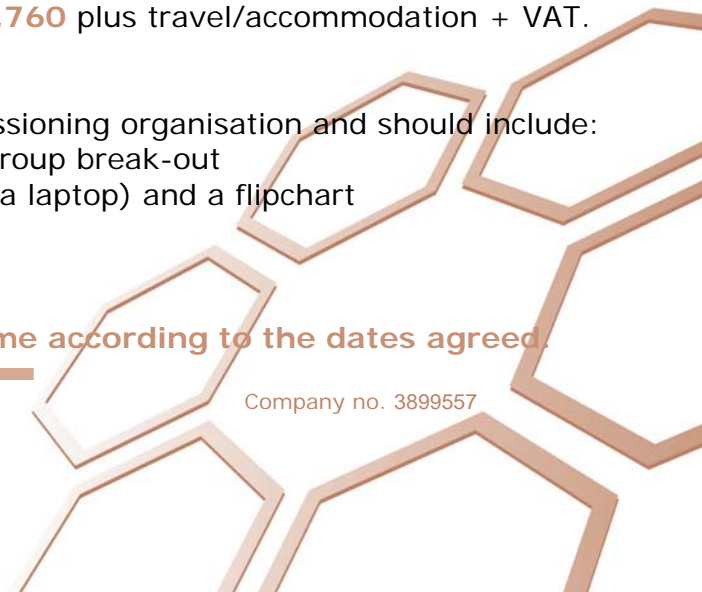 ,760 plus travel/accommodation + VAT.
ssioning organisation and should include:
roup break-out
a laptop) and a flipchart
me according to the dates agreed.
Company no. 3899557